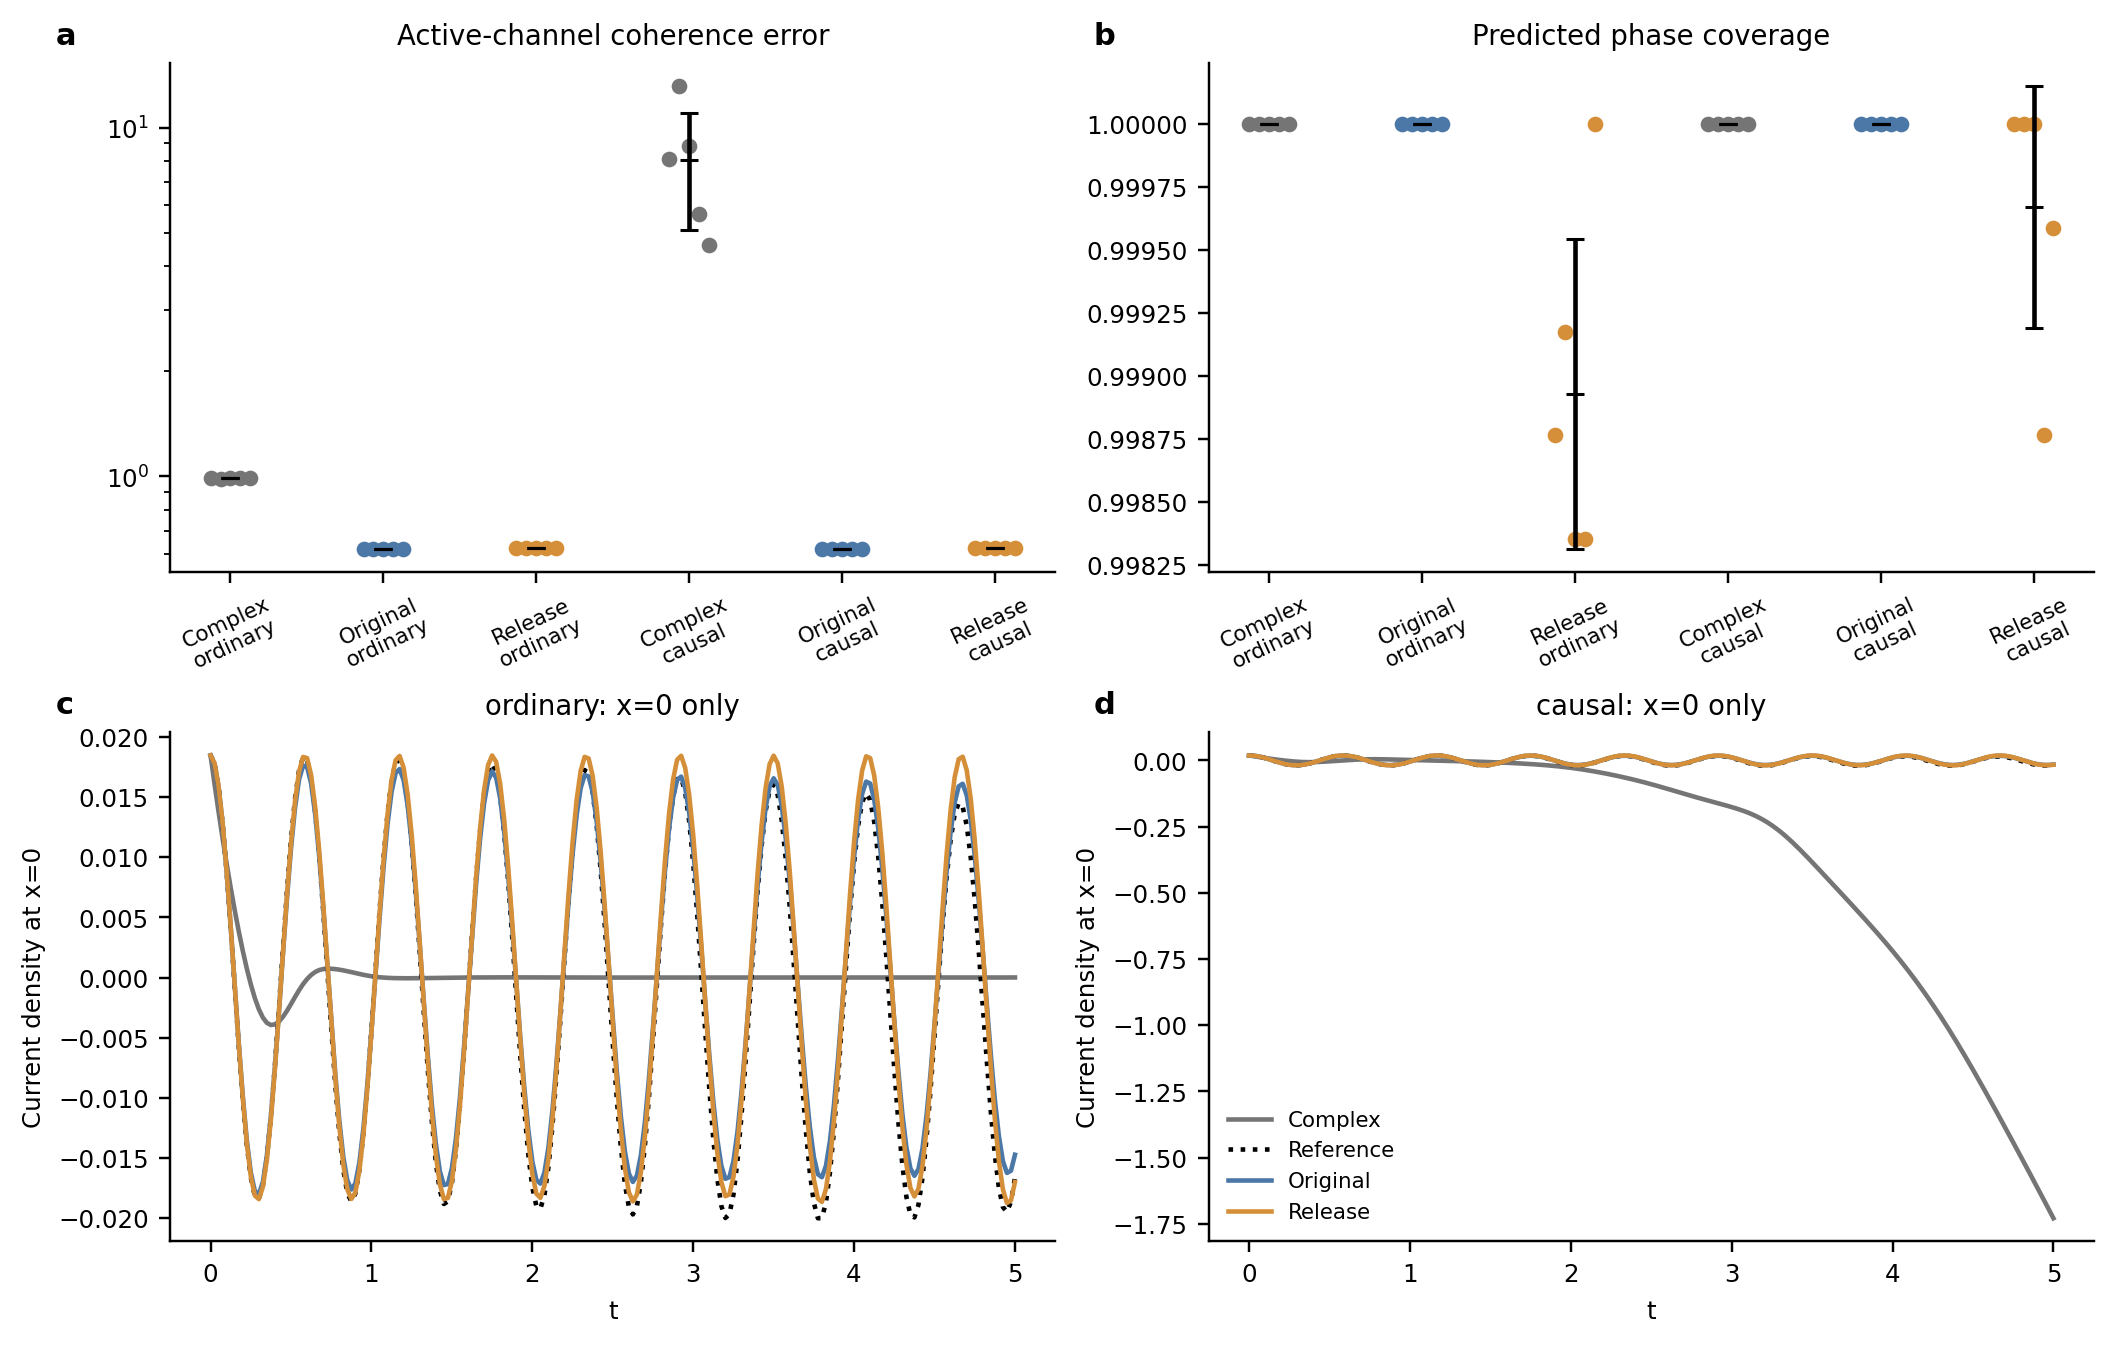 a
Active-channel coherence error
10¹
10⁰
Complex
ordinary
Original
ordinary
Release
ordinary
Complex
causal
Original
causal
Release
causal
b
Predicted phase coverage
1.00000
0.99975
0.99950
0.99925
0.99900
0.99875
0.99850
0.99825
Complex
ordinary
Original
ordinary
Release
ordinary
Complex
causal
Original
causal
Release
causal
c
ordinary: x=0 only
Current density at x=0
0.020
0.015
0.010
0.005
0.000
−0.005
−0.010
−0.015
−0.020
0 1 2 3 4 5
t
d
causal: x=0 only
Current density at x=0
0.00
−0.25
−0.50
−0.75
−1.00
−1.25
−1.50
−1.75
Complex
Reference
Original
Release
0 1 2 3 4 5
t